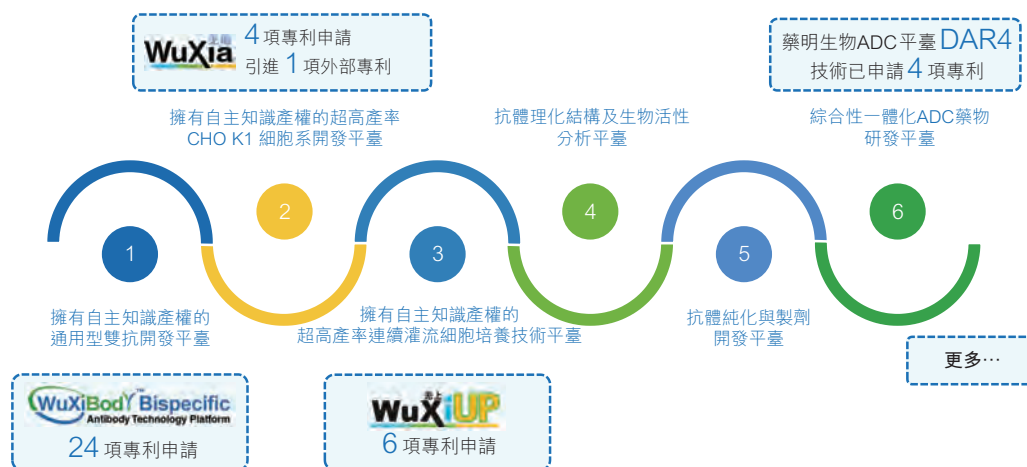 WuXia
4 項專利申請
引進 1 項外部專利
藥明生物ADC平臺 DAR4
技術已申請 4 項專利
擁有自主知識產權的超高產率
CHO K1 細胞系開發平臺
抗體理化結構及生物活性
分析平臺
綜合性一體化ADC藥物
研發平臺
1
2
3
4
5
6
擁有自主知識產權的
通用型雙抗開發平臺
擁有自主知識產權的
超高產率連續灌流細胞培養技術平臺
抗體純化與製劑
開發平臺
更多…
WuXiBodY™ Bispecific
Antibody Technology Platform
24 項專利申請
WuXiUP
6 項專利申請